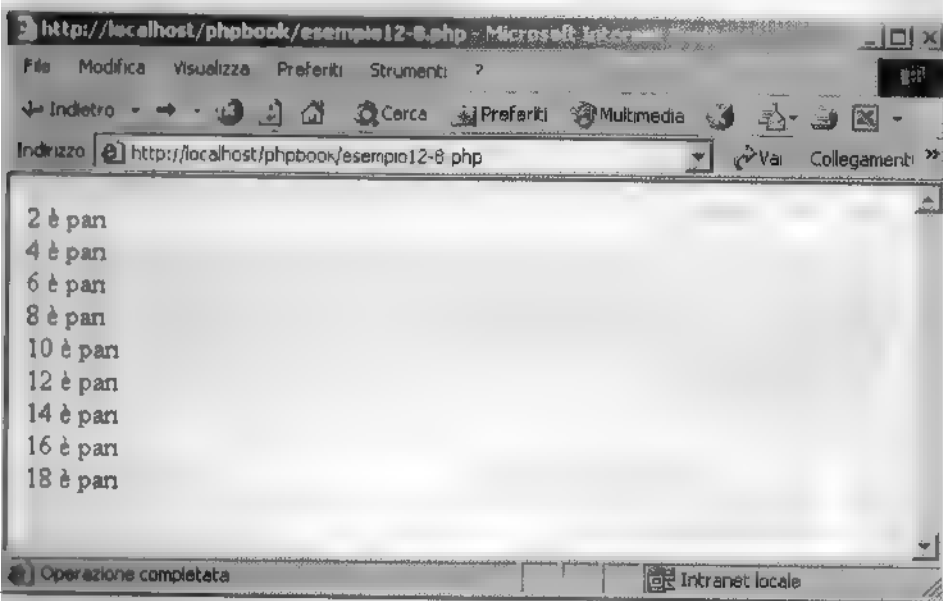 http://localhost/phpbook/esempio12-8.php - Microsoft
File Modifica Visualizza Preferiti Strumenti ?
Indietro Cerca Preferiti Multimedia
Indirizzo http://localhost/phpbook/esempio12-8 php Vai Collegamenti »
2 è pari
4 è pari
6 è pari
8 è pari
10 è pari
12 è pari
14 è pari
16 è pari
18 è pari
Operazione completata Intranet locale